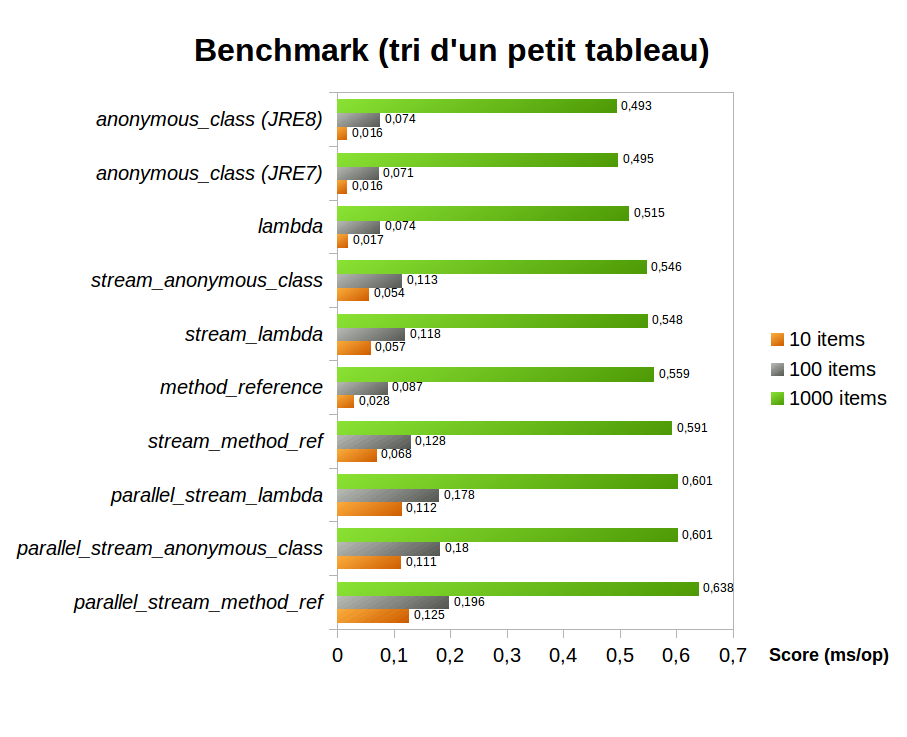 Benchmark (tri d'un petit tableau)
anonymous_class (JRE8)
0,493
0,074
0,016
anonymous_class (JRE7)
0,495
0,071
0,016
lambda
0,515
0,074
0,017
stream_anonymous_class
0,546
0,113
0,054
stream_lambda
0,548
0,118
0,057
method_reference
0,559
0,087
0,028
stream_method_ref
0,591
0,128
0,068
parallel_stream_lambda
0,601
0,178
0,112
parallel_stream_anonymous_class
0,601
0,18
0,111
parallel_stream_method_ref
0,638
0,196
0,125
0 0,1 0,2 0,3 0,4 0,5 0,6 0,7
Score (ms/op)
10 items
100 items
1000 items